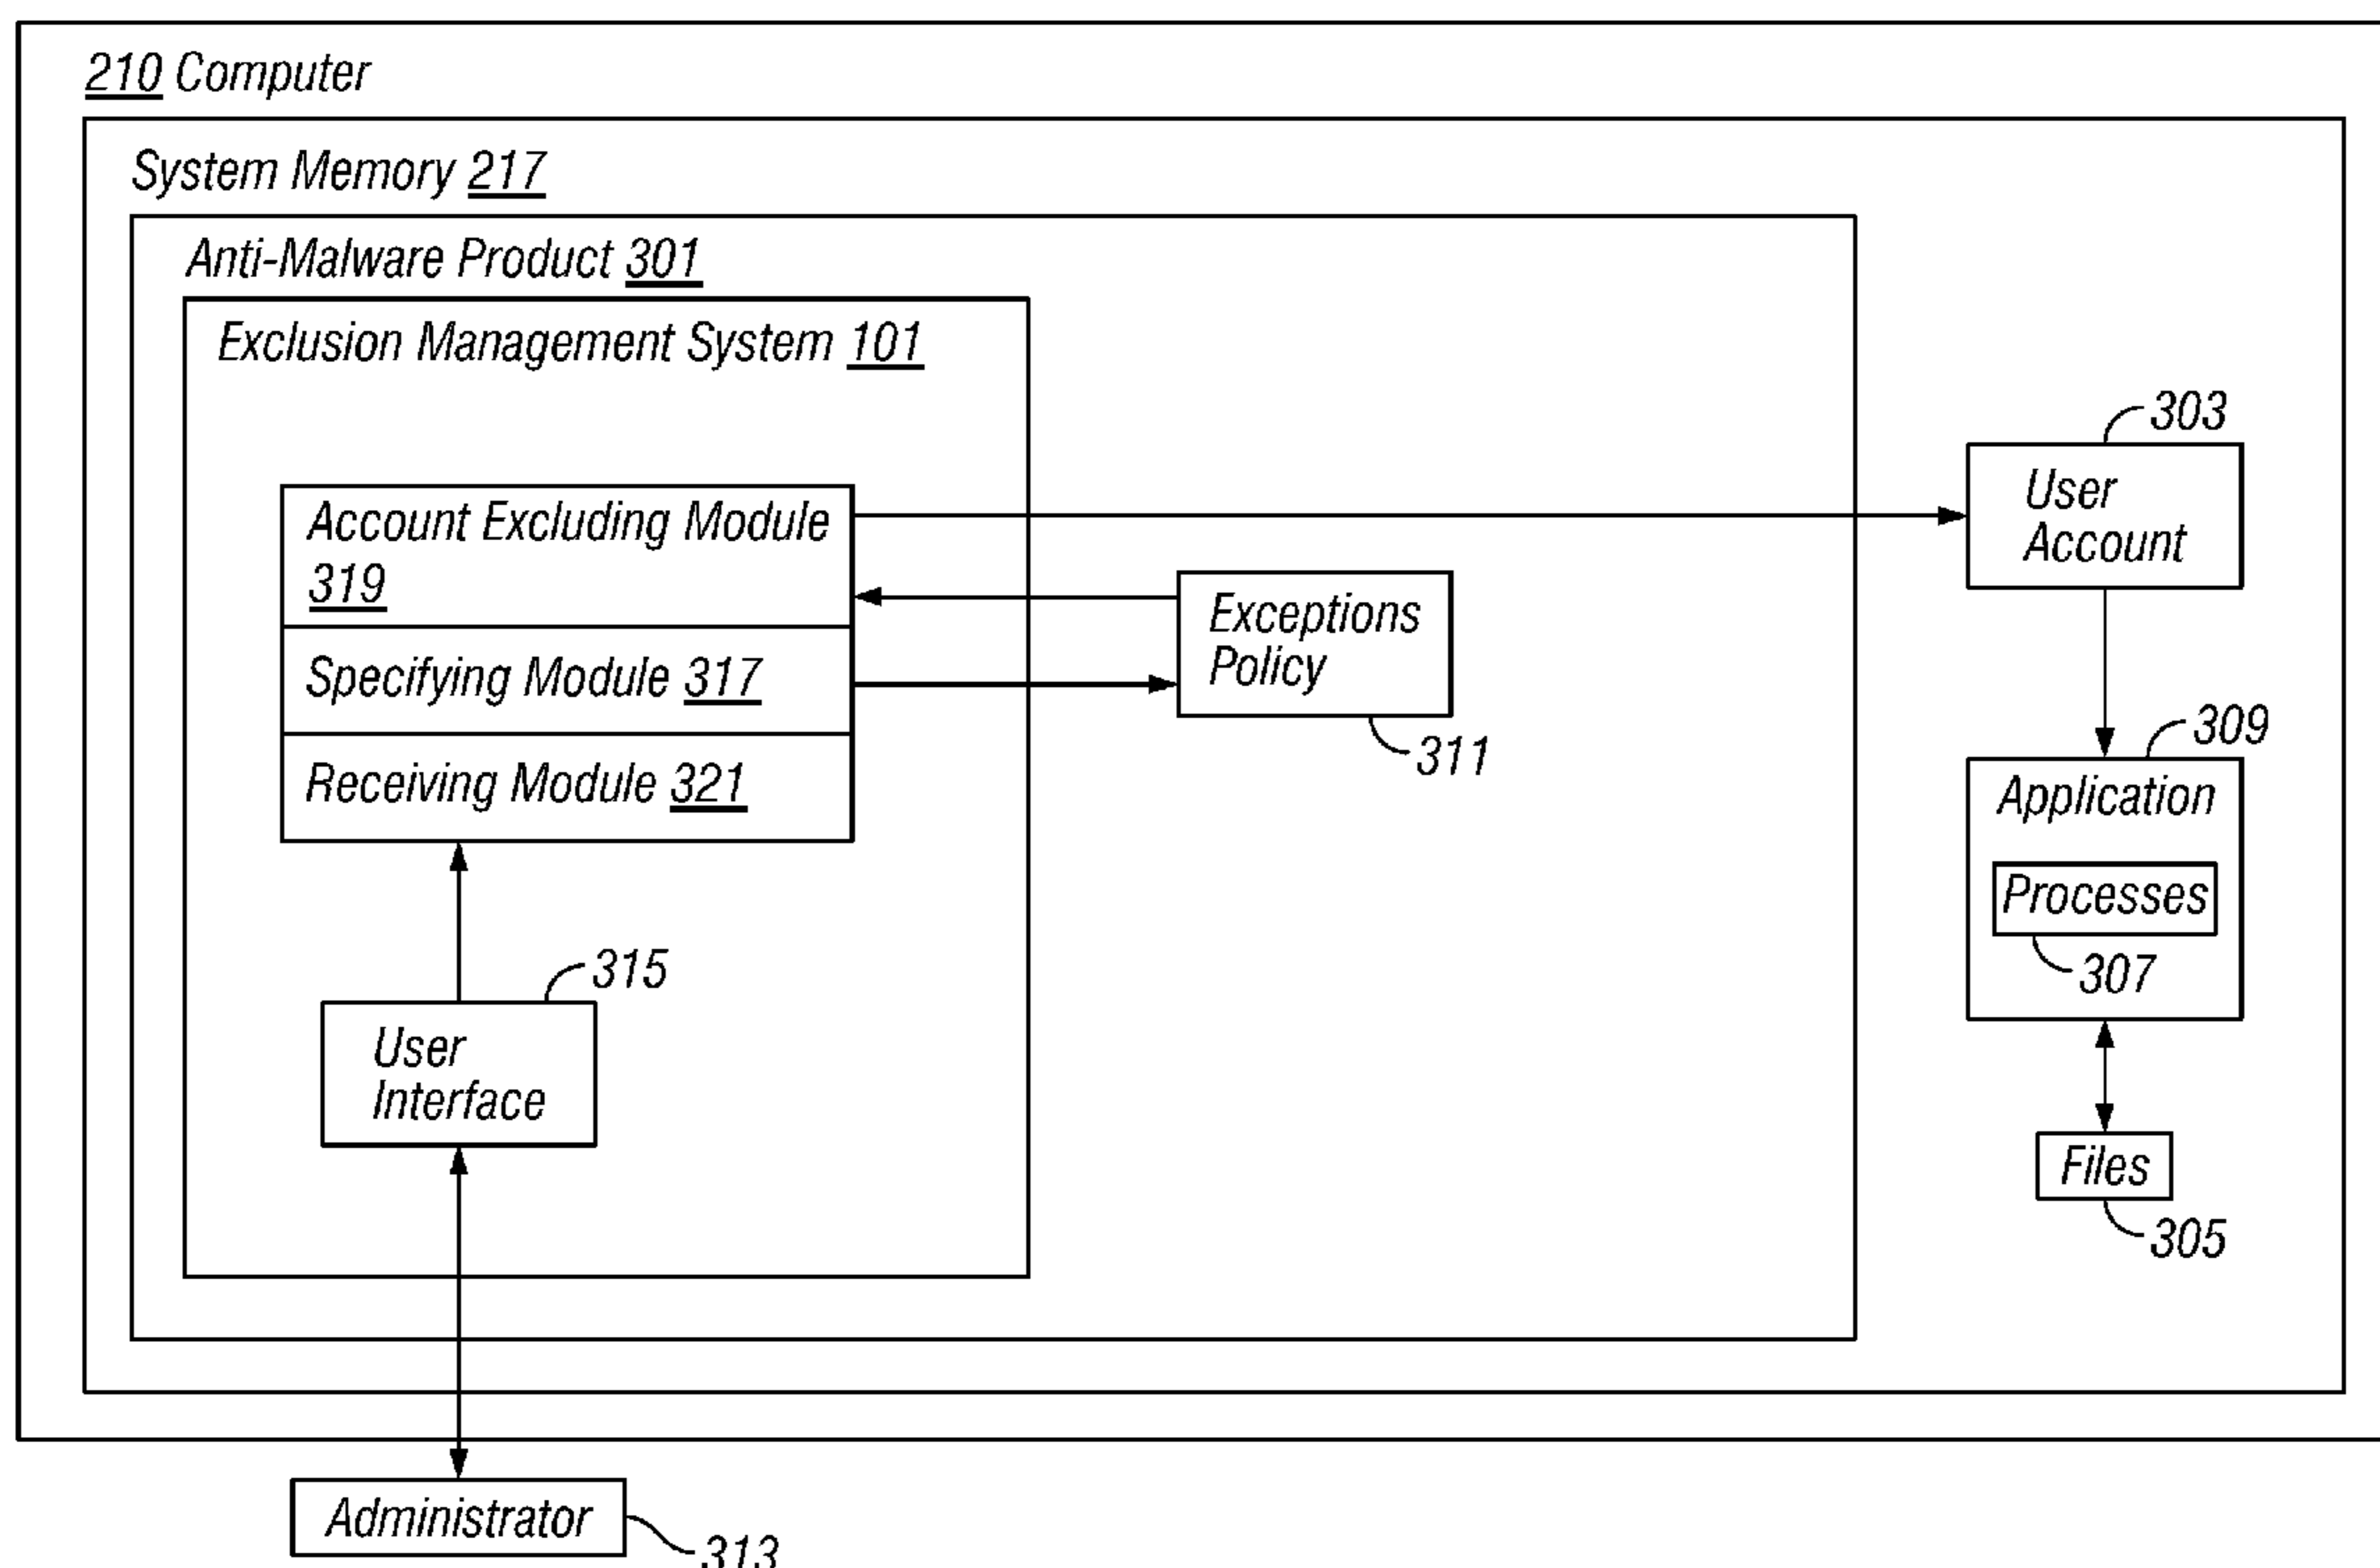 210 Computer
System Memory 217
Anti-Malware Product 301
Exclusion Management System 101
Account Excluding Module
319
Specifying Module 317
Receiving Module 321
Exceptions
Policy
311
303
User
Account
309
Application
Processes
307
Files
305
315
User
Interface
Administrator
313